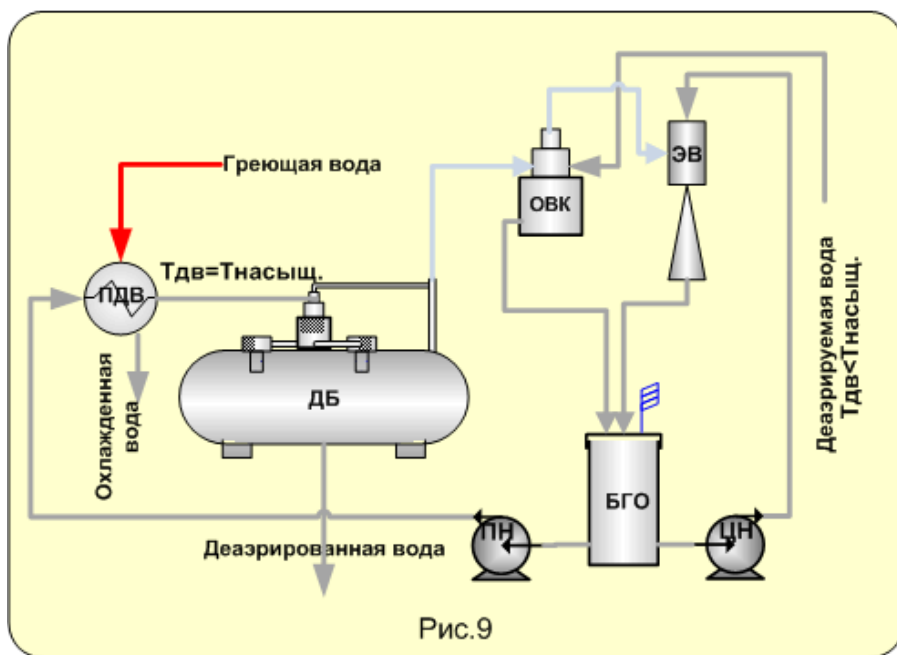 Греющая вода
ПДВ
Тдв=Тнасыщ.
Охлажденная
вода
ДБ
Деаэрированная вода
ОВК
ЭВ
Деаэрируемая вода
Тдв<Тнасыщ.
БГО
ПН
ЦН
Рис.9